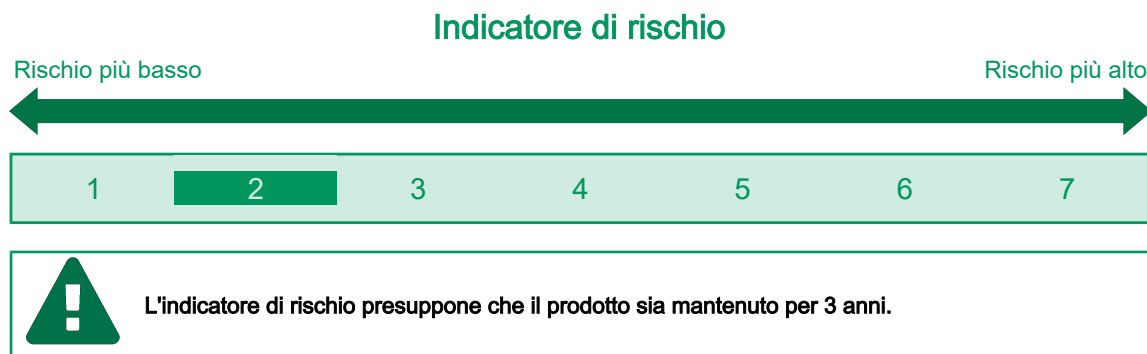 Indicatore di rischio
Rischio più basso Rischio più alto
1 2 3 4 5 6 7
L'indicatore di rischio presuppone che il prodotto sia mantenuto per 3 anni.